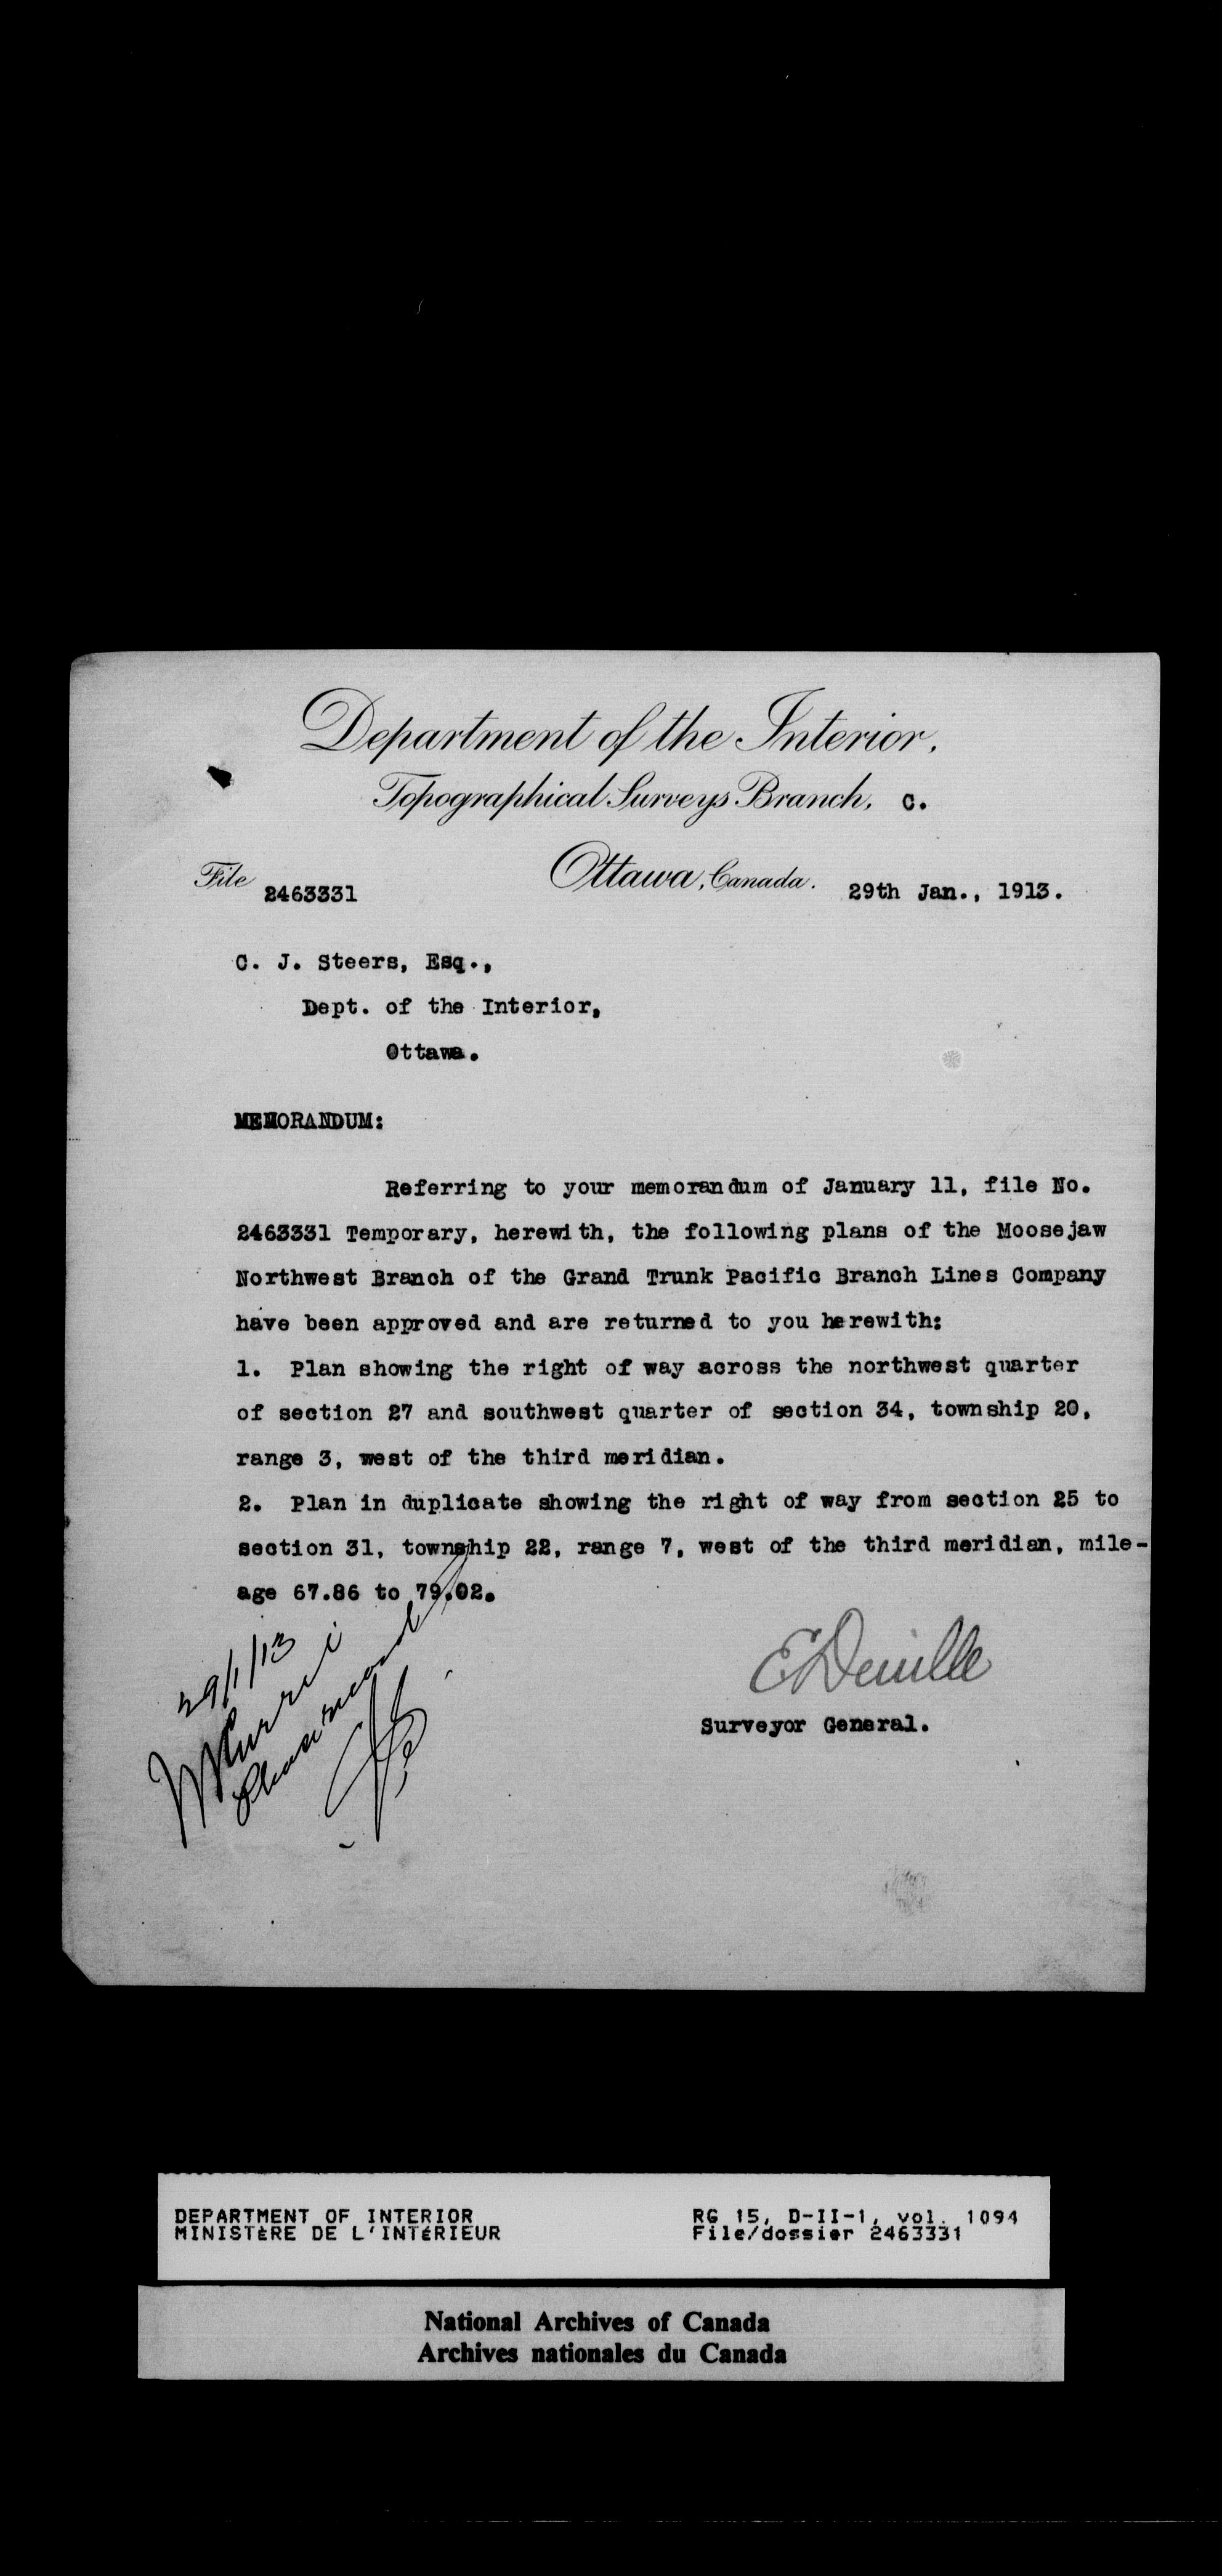 Department of the Interior,
Topographical Surveys Branch, C.
File 2463331
Ottawa, Canada. 29th Jan., 1913.
C. J. Steers, Esq.,
Dept. of the Interior,
Ottawa.
MEMORANDUM:
Referring to your memorandum of January 11, file No.
2463331 Temporary, herewith, the following plans of the Moosejaw
Northwest Branch of the Grand Trunk Pacific Branch Lines Company
have been approved and are returned to you herewith:
1. Plan showing the right of way across the northwest quarter
of section 27 and southwest quarter of section 34, township 20,
range 3, west of the third meridian.
2. Plan in duplicate showing the right of way from section 25 to
section 31, township 22, range 7, west of the third meridian, mile-
age 67.86 to 79.02.
29/1/13
E Deville
Surveyor General.
DEPARTMENT OF INTERIOR
MINISTÈRE DE L'INTÉRIEUR
RG 15, D-II-1, vol. 1094
File/dossier 2463331
National Archives of Canada
Archives nationales du Canada